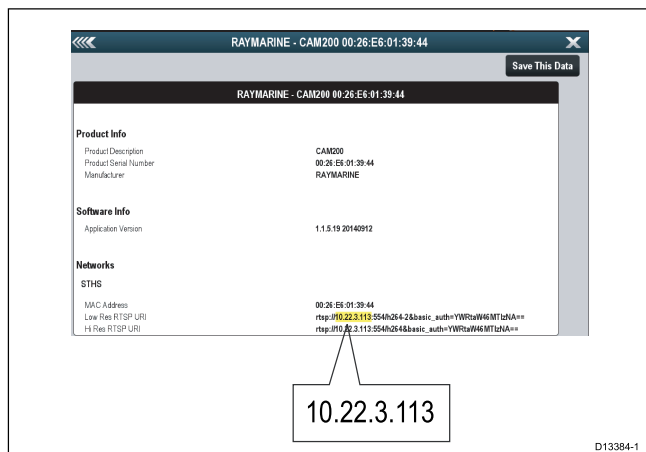 RAYMARINE - CAM200 00:26:E6:01:39:44
X
Save This Data
RAYMARINE - CAM200 00:26:E6:01:39:44
Product Info
Product Description CAM200
Product Serial Number 00:26:E6:01:39:44
Manufacturer RAYMARINE
Software Info
Application Version 1.1.5.19 20140912
Networks
STHS
MAC Address 00:26:E6:01:39:44
Low Res RTSP URI rtsp://10.22.3.113:554/h264-2&basic_auth=YWRtaW46MTIzNA==
Hi Res RTSP URI rtsp://10.22.3.113:554/h264&basic_auth=YWRtaW46MTIzNA==
10.22.3.113
D13384-1